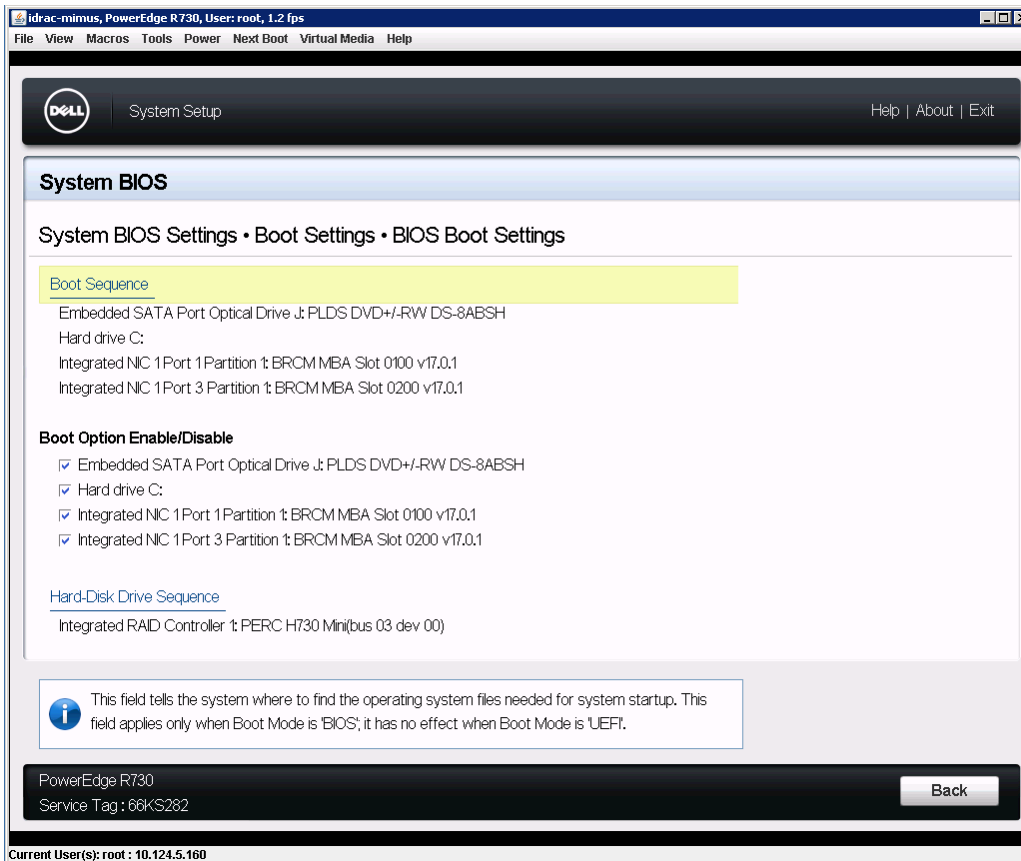 idrac-mimus, PowerEdge R730, User: root, 1.2 fps
File View Macros Tools Power Next Boot Virtual Media Help
DELL
System Setup
Help | About | Exit
System BIOS
System BIOS Settings • Boot Settings • BIOS Boot Settings
Boot Sequence
Embedded SATA Port Optical Drive J: PLDS DVD+/-RW DS-8ABSH
Hard drive C:
Integrated NIC 1 Port 1 Partition 1: BRCM MBA Slot 0100 v17.0.1
Integrated NIC 1 Port 3 Partition 1: BRCM MBA Slot 0200 v17.0.1
Boot Option Enable/Disable
Embedded SATA Port Optical Drive J: PLDS DVD+/-RW DS-8ABSH
Hard drive C:
Integrated NIC 1 Port 1 Partition 1: BRCM MBA Slot 0100 v17.0.1
Integrated NIC 1 Port 3 Partition 1: BRCM MBA Slot 0200 v17.0.1
Hard-Disk Drive Sequence
Integrated RAID Controller 1: PERC H730 Mini(bus 03 dev 00)
This field tells the system where to find the operating system files needed for system startup. This
field applies only when Boot Mode is 'BIOS'; it has no effect when Boot Mode is 'UEFI'.
PowerEdge R730
Service Tag : 66KS282
Back
Current User(s): root : 10.124.5.160